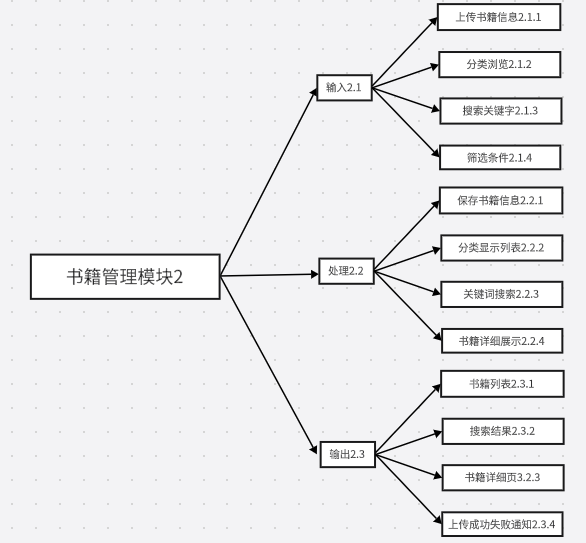 书籍管理模块2
输入2.1
上传书籍信息2.1.1
分类浏览2.1.2
搜索关键字2.1.3
筛选条件2.1.4
处理2.2
保存书籍信息2.2.1
分类显示列表2.2.2
关键词搜索2.2.3
书籍详细展示2.2.4
输出2.3
书籍列表2.3.1
搜索结果2.3.2
书籍详细页3.2.3
上传成功失败通知2.3.4